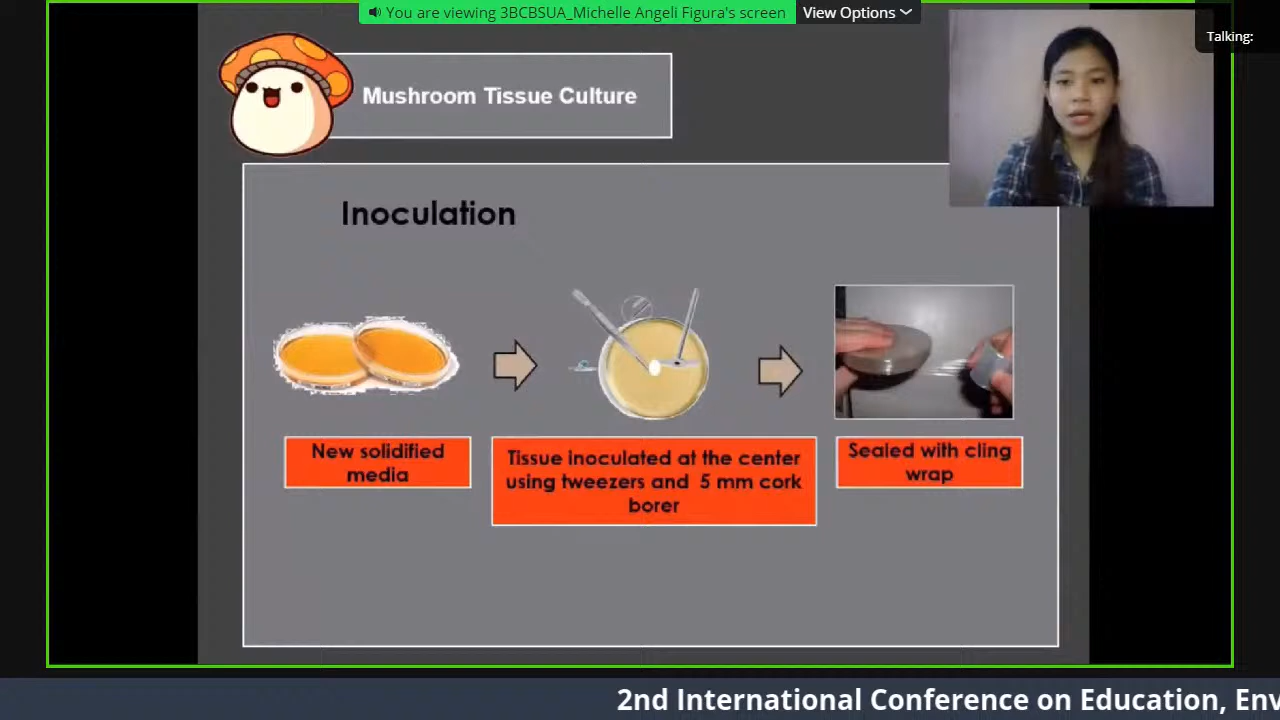 You are viewing 3BCBSUA_Michelle Angeli Figura's screen
View Options
Talking:
Mushroom Tissue Culture
Inoculation
New solidified
media
Tissue inoculated at the center
using tweezers and 5 mm cork
borer
Sealed with cling
wrap
2nd International Conference on Education, Env